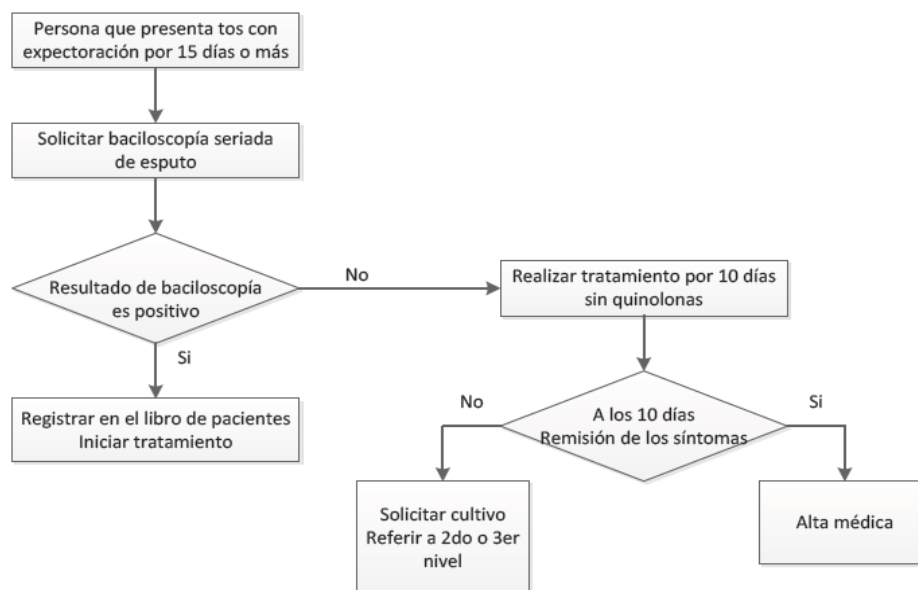 Persona que presenta tos con
expectoración por 15 días o más
Solicitar baciloscopía seriada
de esputo
Resultado de baciloscopía
es positivo
No
Realizar tratamiento por 10 días
sin quinolonas
Si
Registrar en el libro de pacientes
Iniciar tratamiento
A los 10 días
Remisión de los síntomas
No
Si
Solicitar cultivo
Referir a 2do o 3er
nivel
Alta médica